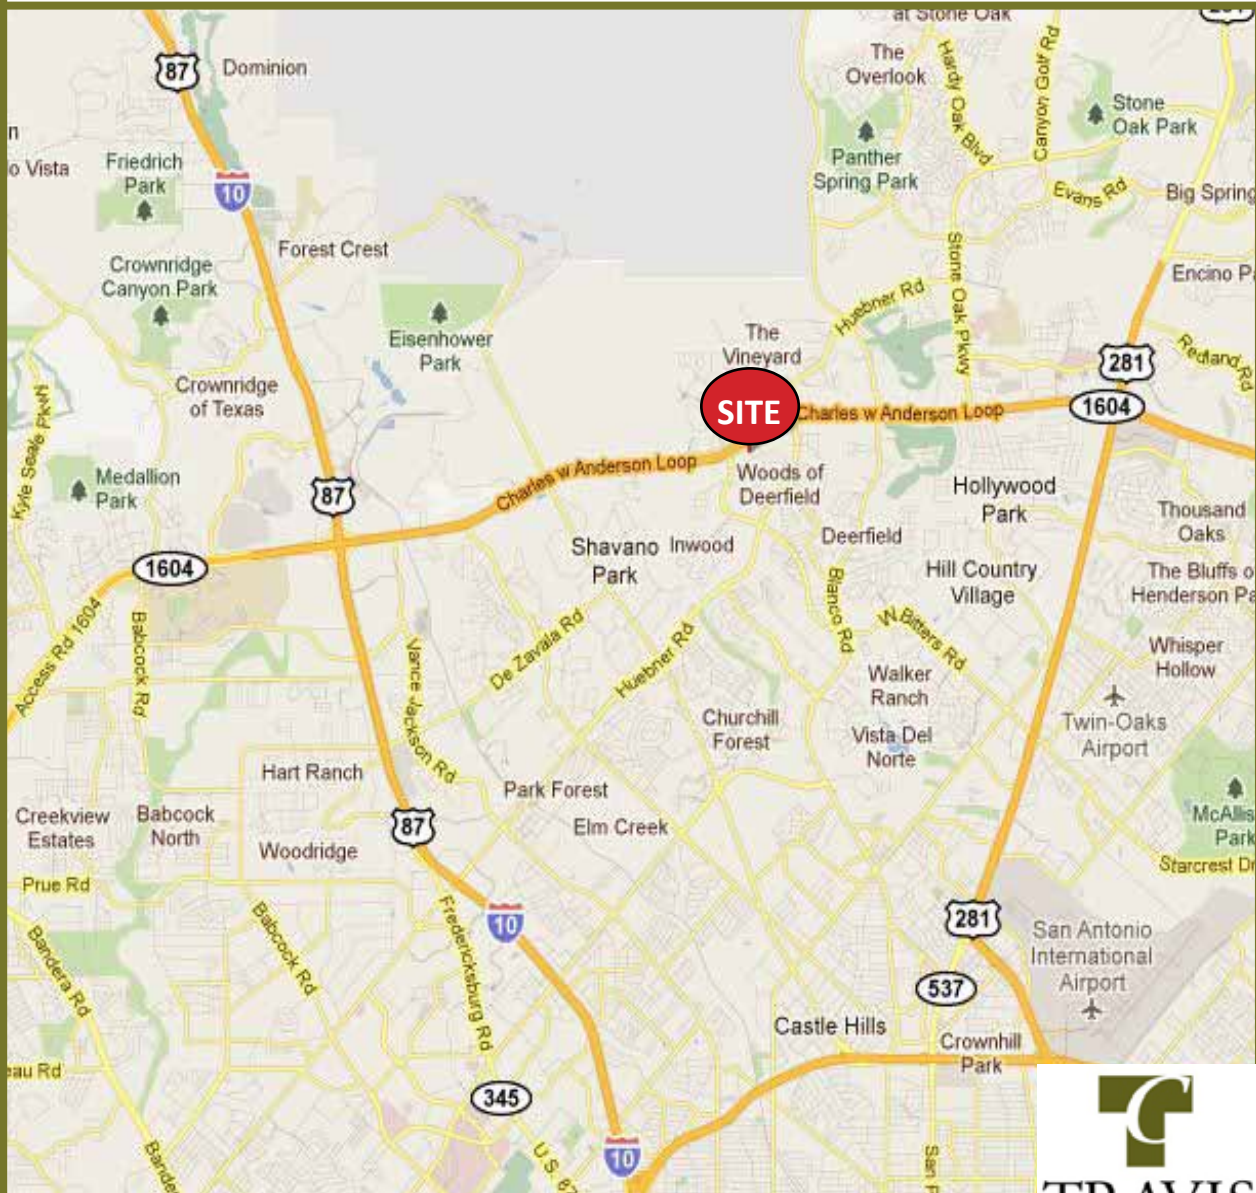 281
at Stone Oak
87
Dominion
The
Overlook
Hardy Oak Blvd
Canyon Golf Rd
Stone
Oak Park
n
o Vista
Friedrich
Park
10
Panther
Spring Park
Evans Rd
Big Spring
Forest Crest
Stone Oak Pkwy
Crownridge
Canyon Park
Encino Pa
Huebner Rd
Eisenhower
Park
The
Vineyard
281
Redland Rd
Crownridge
of Texas
SITE
Charles w Anderson Loop
1604
Kyle Seale Pkwy
Medallion
Park
87
Charles w Anderson Loop
Woods of
Deerfield
Hollywood
Park
Thousand
Oaks
Deerfield
1604
Shavano
Park
Inwood
Hill Country
Village
The Bluffs o
Henderson Pa
Access Rd 1604
Babcock Rd
Blanco Rd
W Bitters Rd
De Zavala Rd
Huebner Rd
Vance Jackson Rd
Whisper
Hollow
Walker
Ranch
Churchill
Forest
Vista Del
Norte
Twin-Oaks
Airport
Hart Ranch
Park Forest
Creekview
Estates
Babcock
North
87
Elm Creek
McAllis
Park
Woodridge
Starcrest Dr
Prue Rd
Babcock Rd
Fredericksburg Rd
10
281
San Antonio
International
Airport
Bandera Rd
537
Castle Hills
Crownhill
Park
eau Rd
345
10
U.S. 87
Bande
San P
TC
TRAVIS